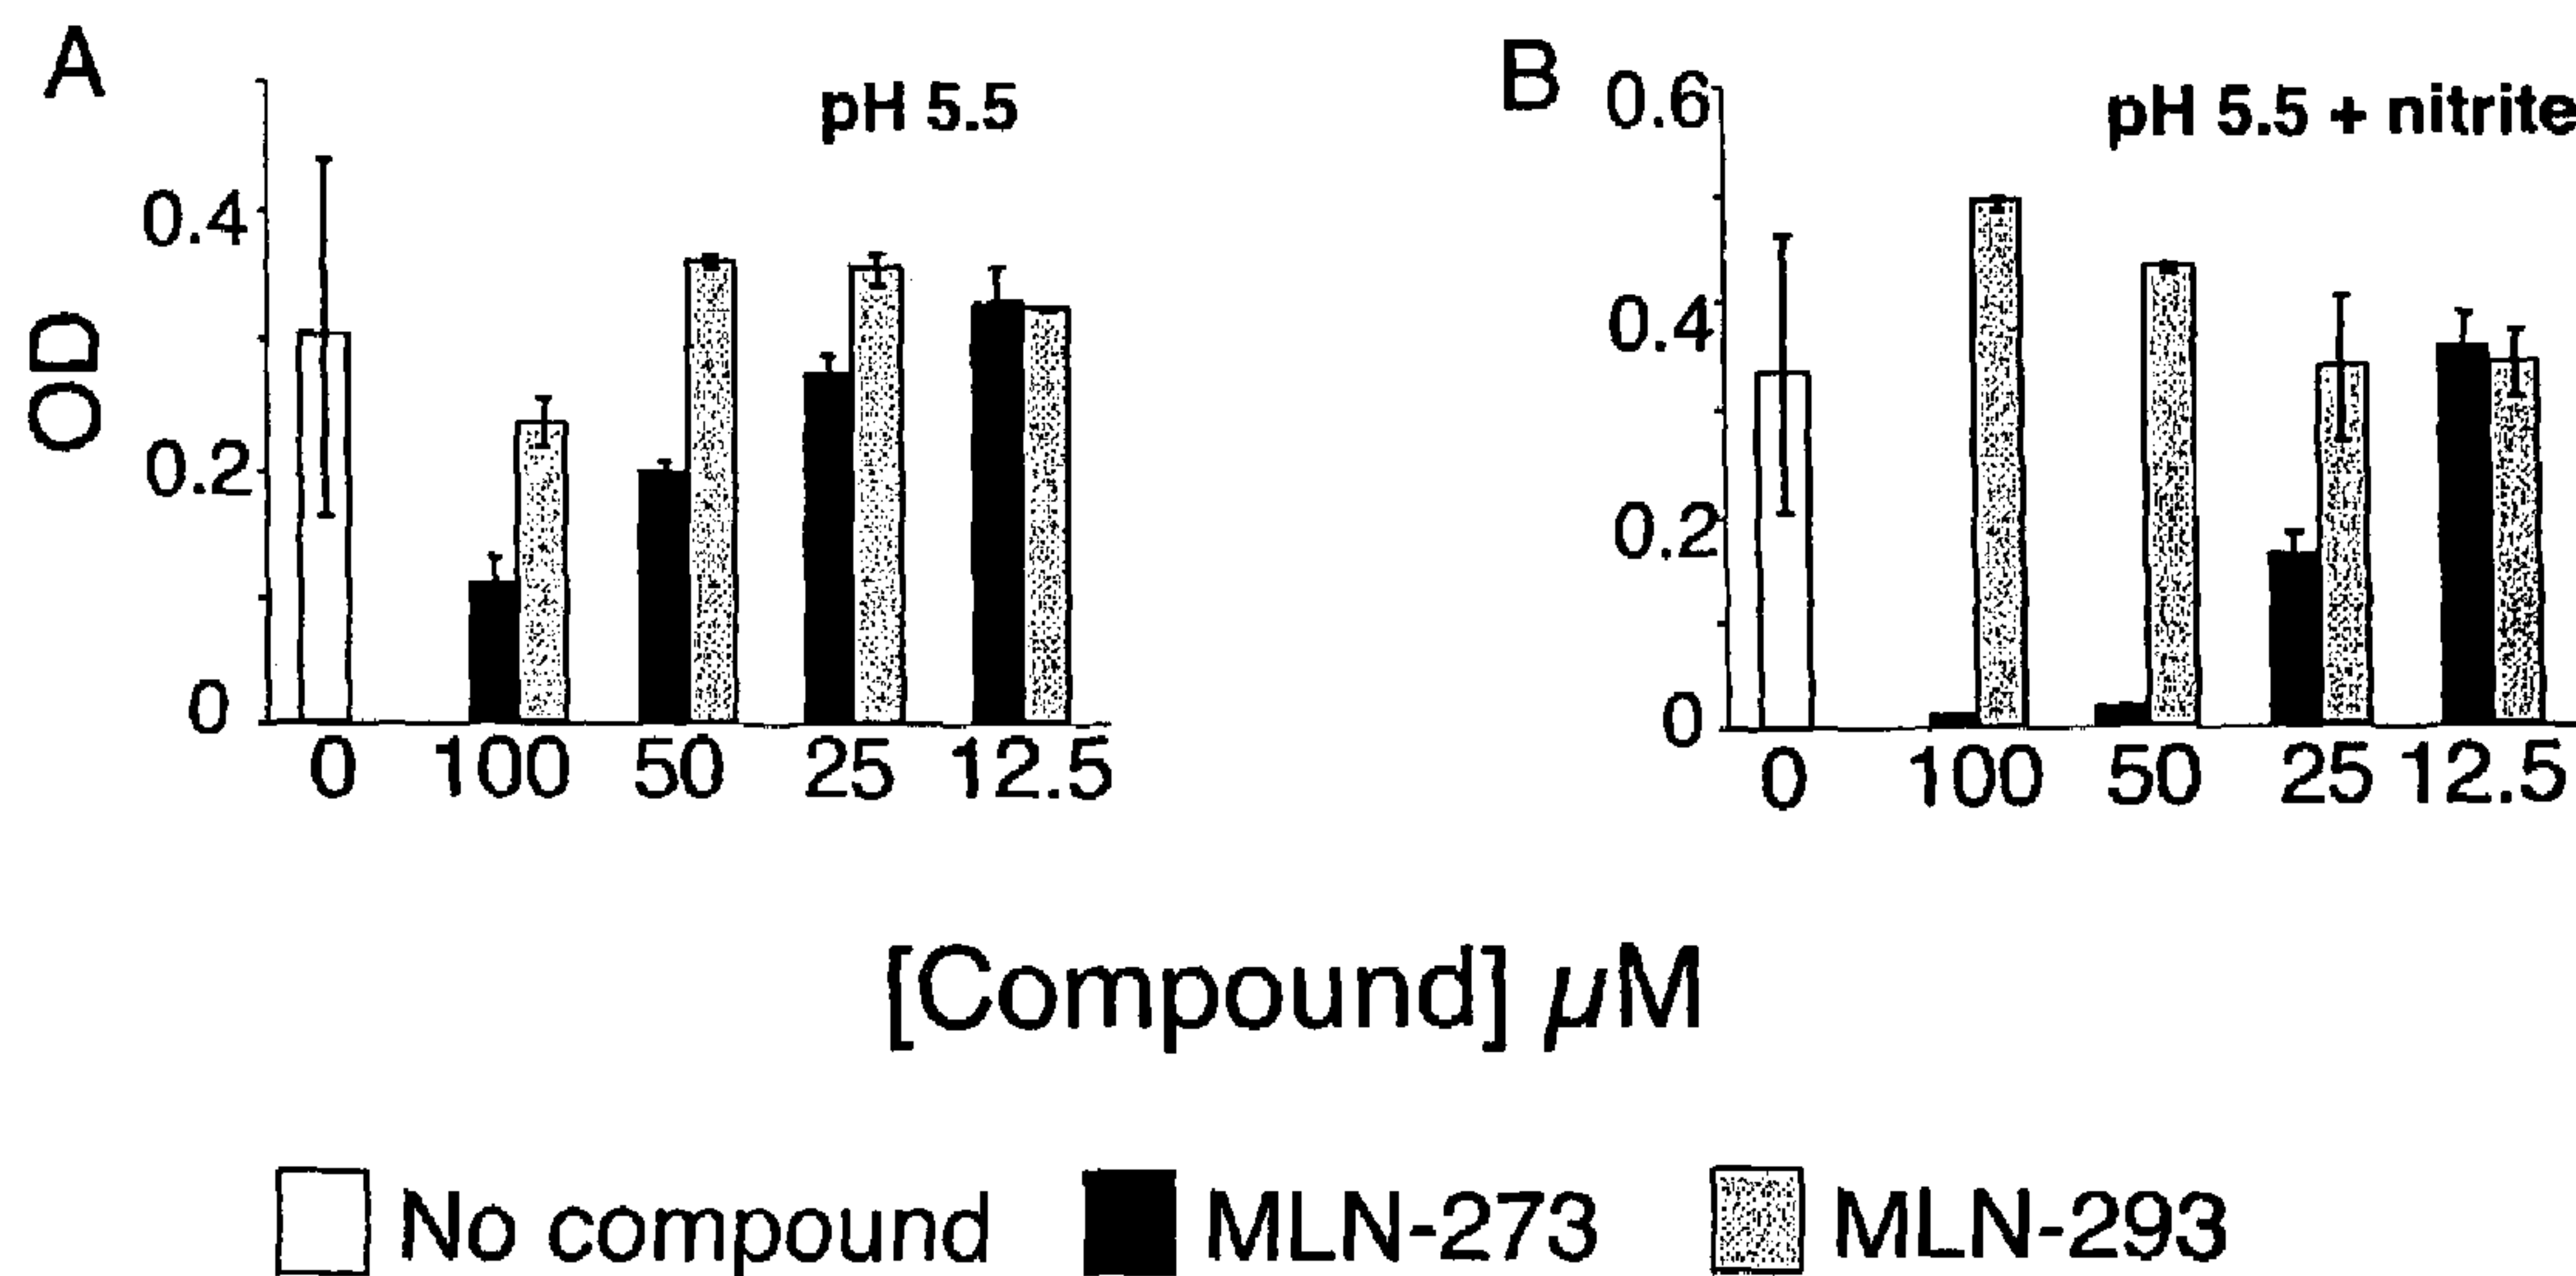 A
pH 5.5
OD
0.4
0.2
0
0 100 50 25 12.5
B
pH 5.5 + nitrite
0.6
0.4
0.2
0
0 100 50 25 12.5
[Compound] µM
No compound MLN-273 MLN-293